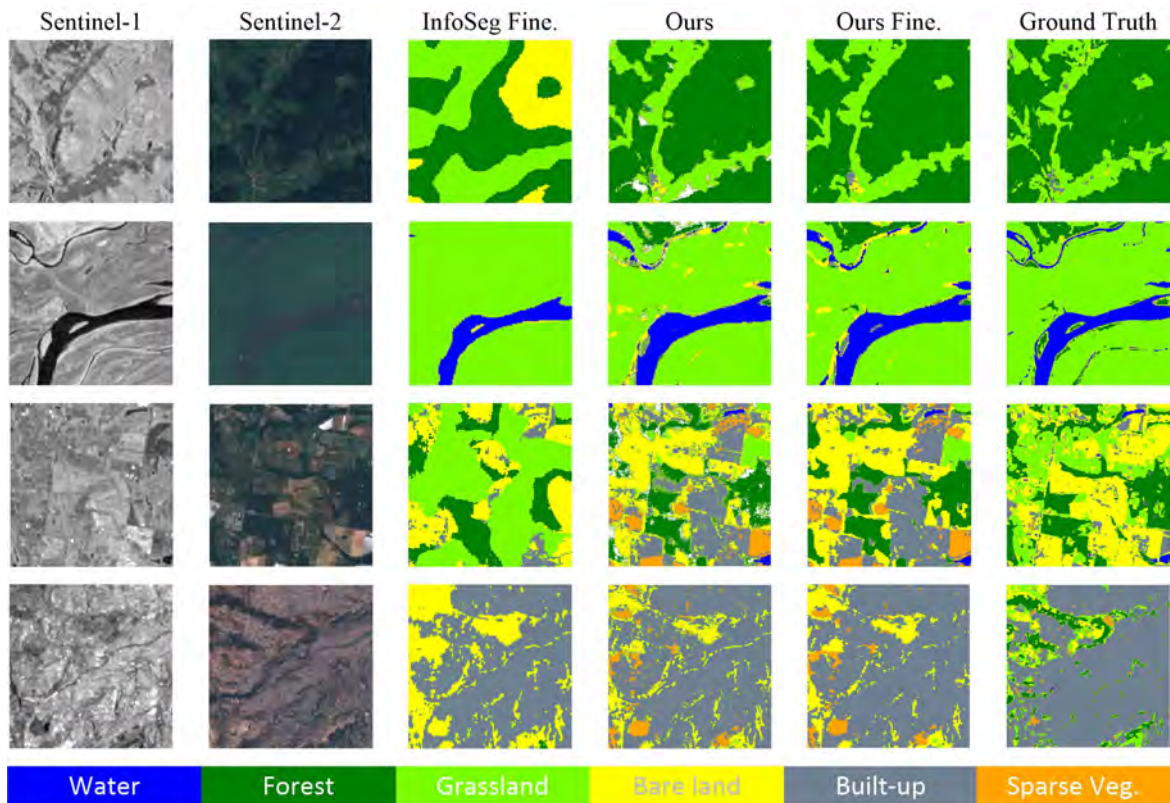 Sentinel-1 Sentinel-2 InfoSeg Fine. Ours Ours Fine. Ground Truth
Water Forest Grassland Bare land Built-up Sparse Veg.